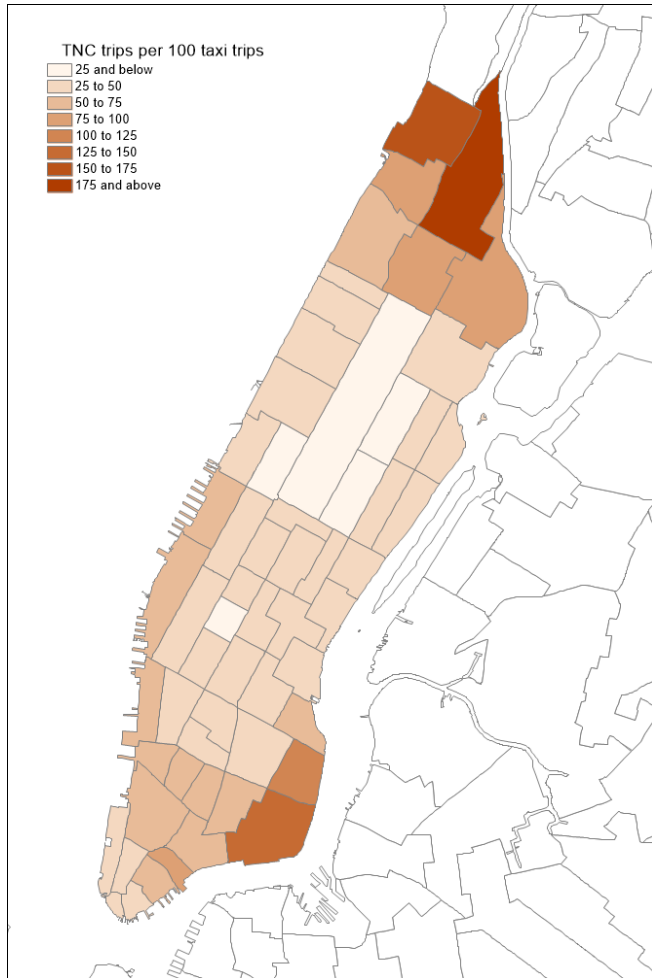 TNC trips per 100 taxi trips
25 and below
25 to 50
50 to 75
75 to 100
100 to 125
125 to 150
150 to 175
175 and above